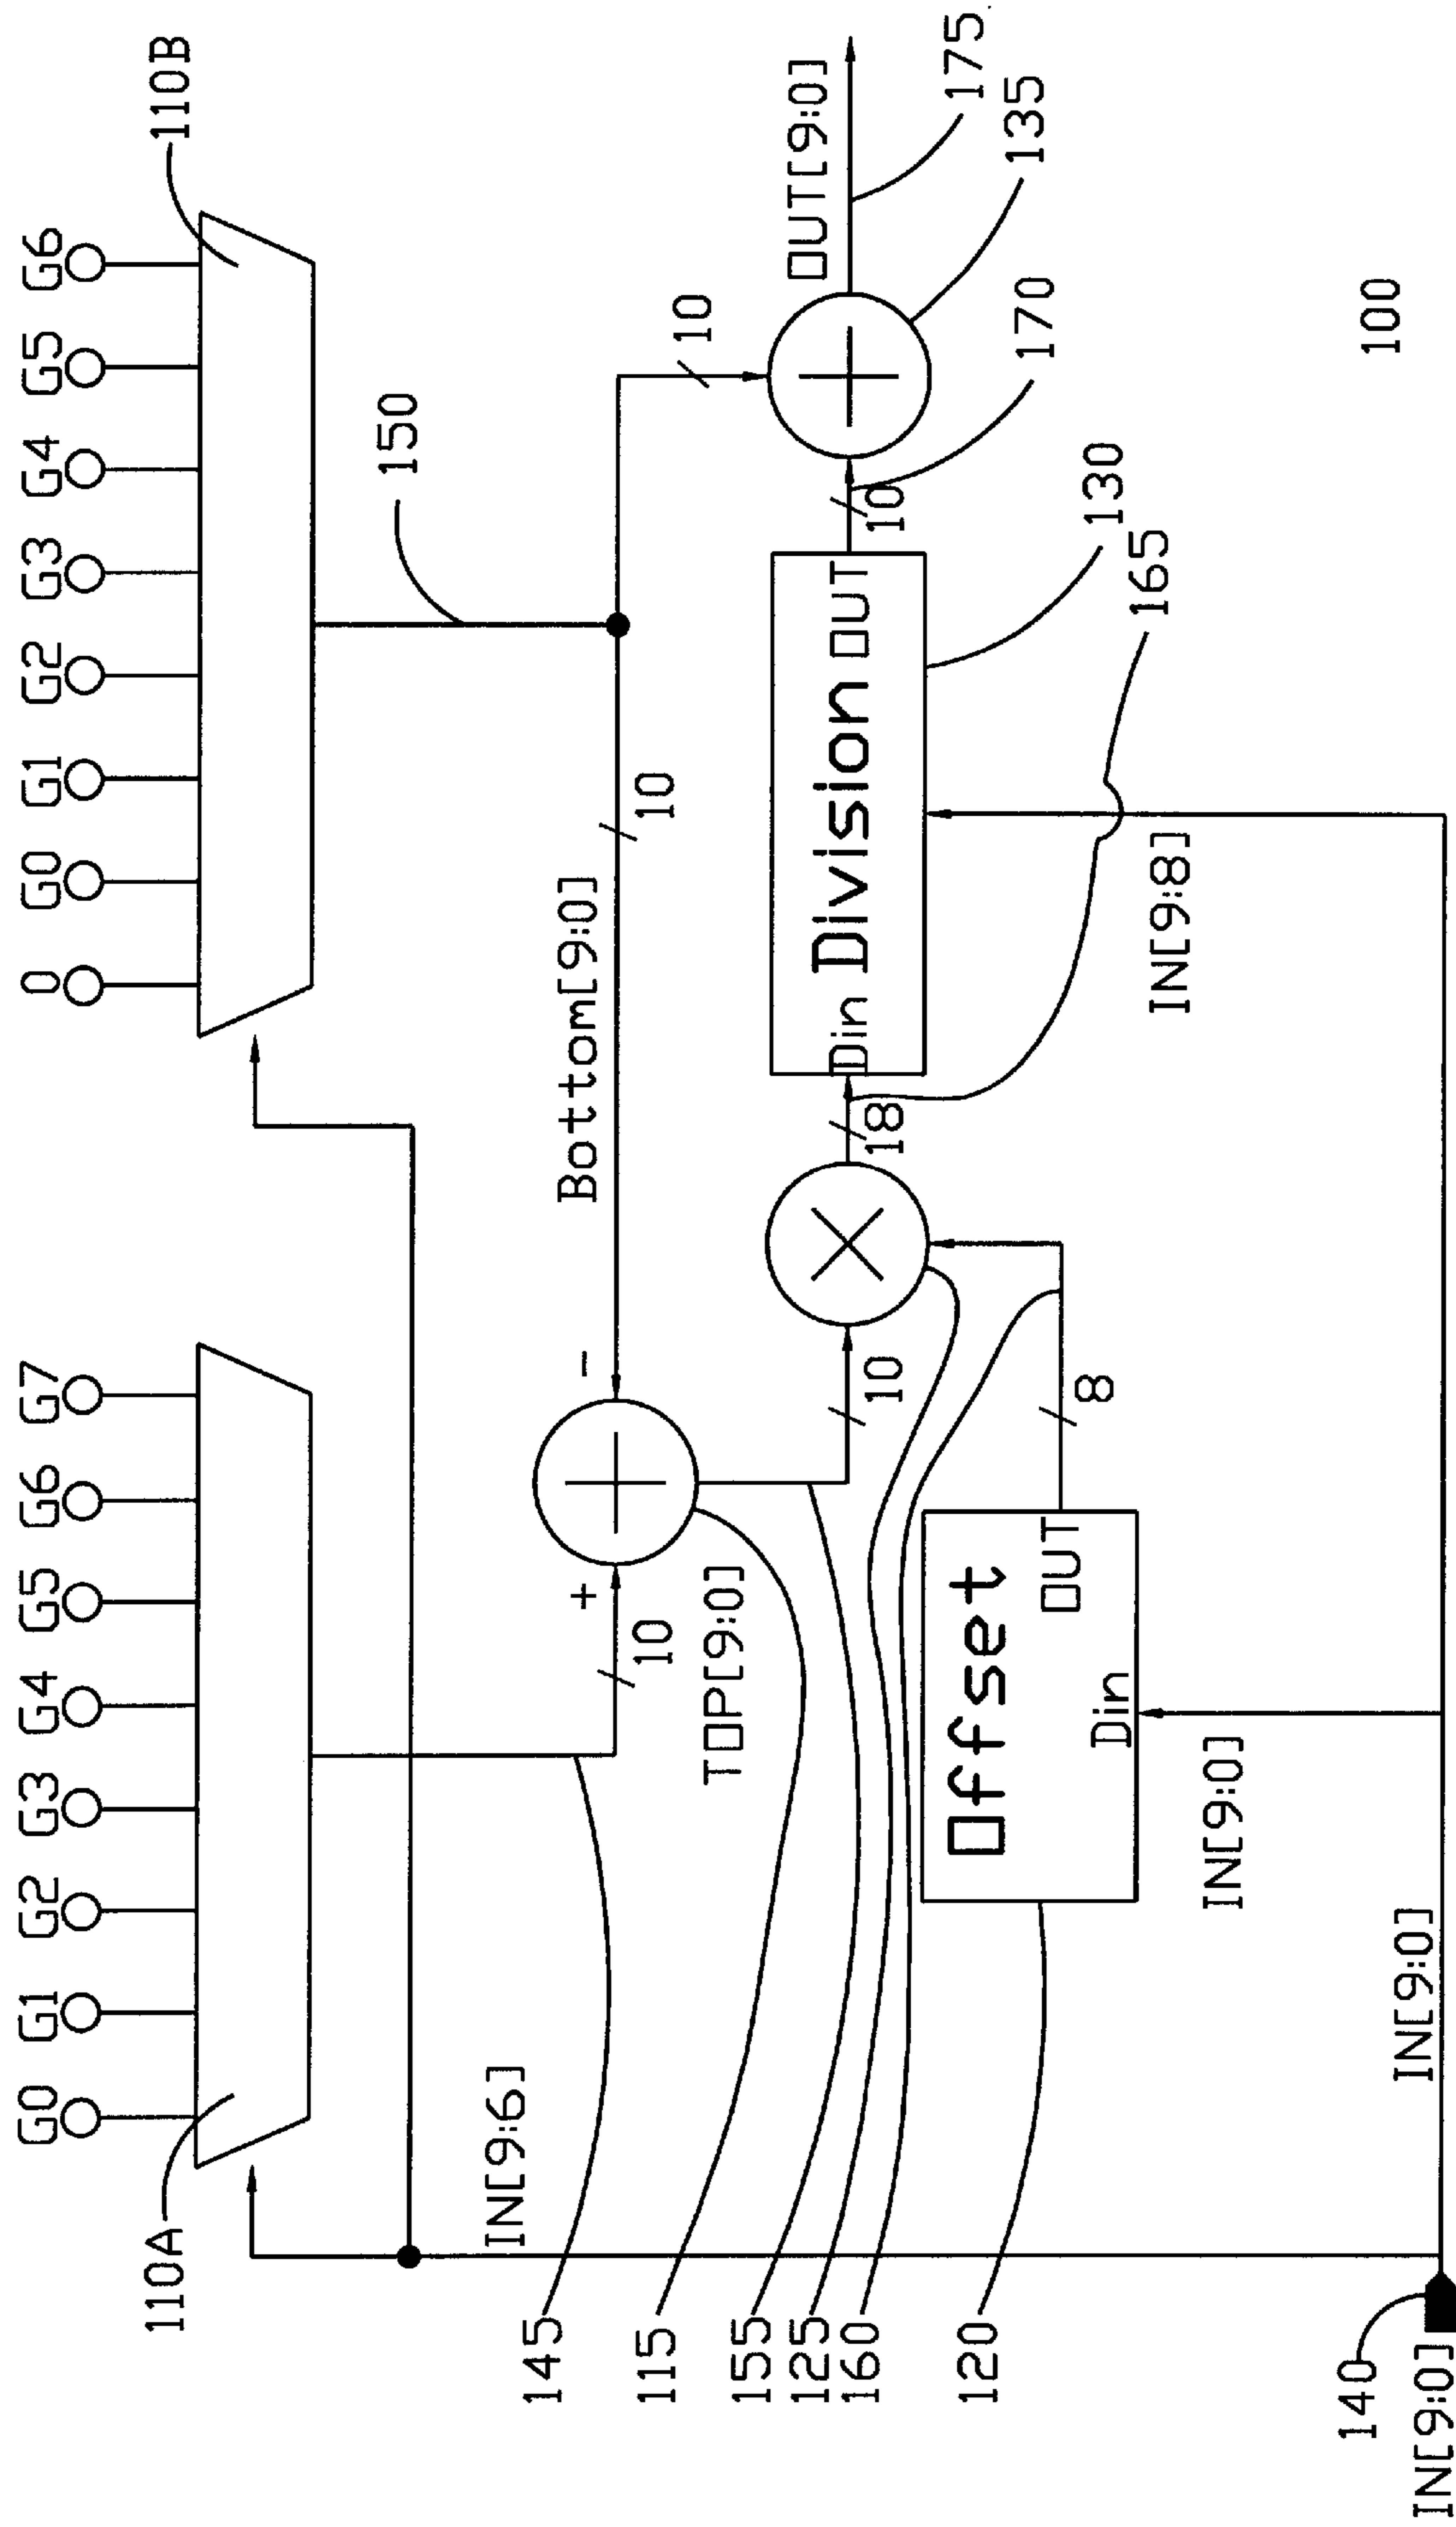 G0 G1 G2 G3 G4 G5 G6 G7
0 G0 G1 G2 G3 G4 G5 G6
110A
110B
IN[9:6]
150
145
115
155
125
160
120
10
+
-
TOP[9:0]
Bottom[9:0]
10
10
10
Offset
Din
OUT
IN[9:0]
8
18
Din Division OUT
IN[9:8]
165
130
10
170
OUT[9:0]
175
135
140
IN[9:0]
IN[9:0]
100